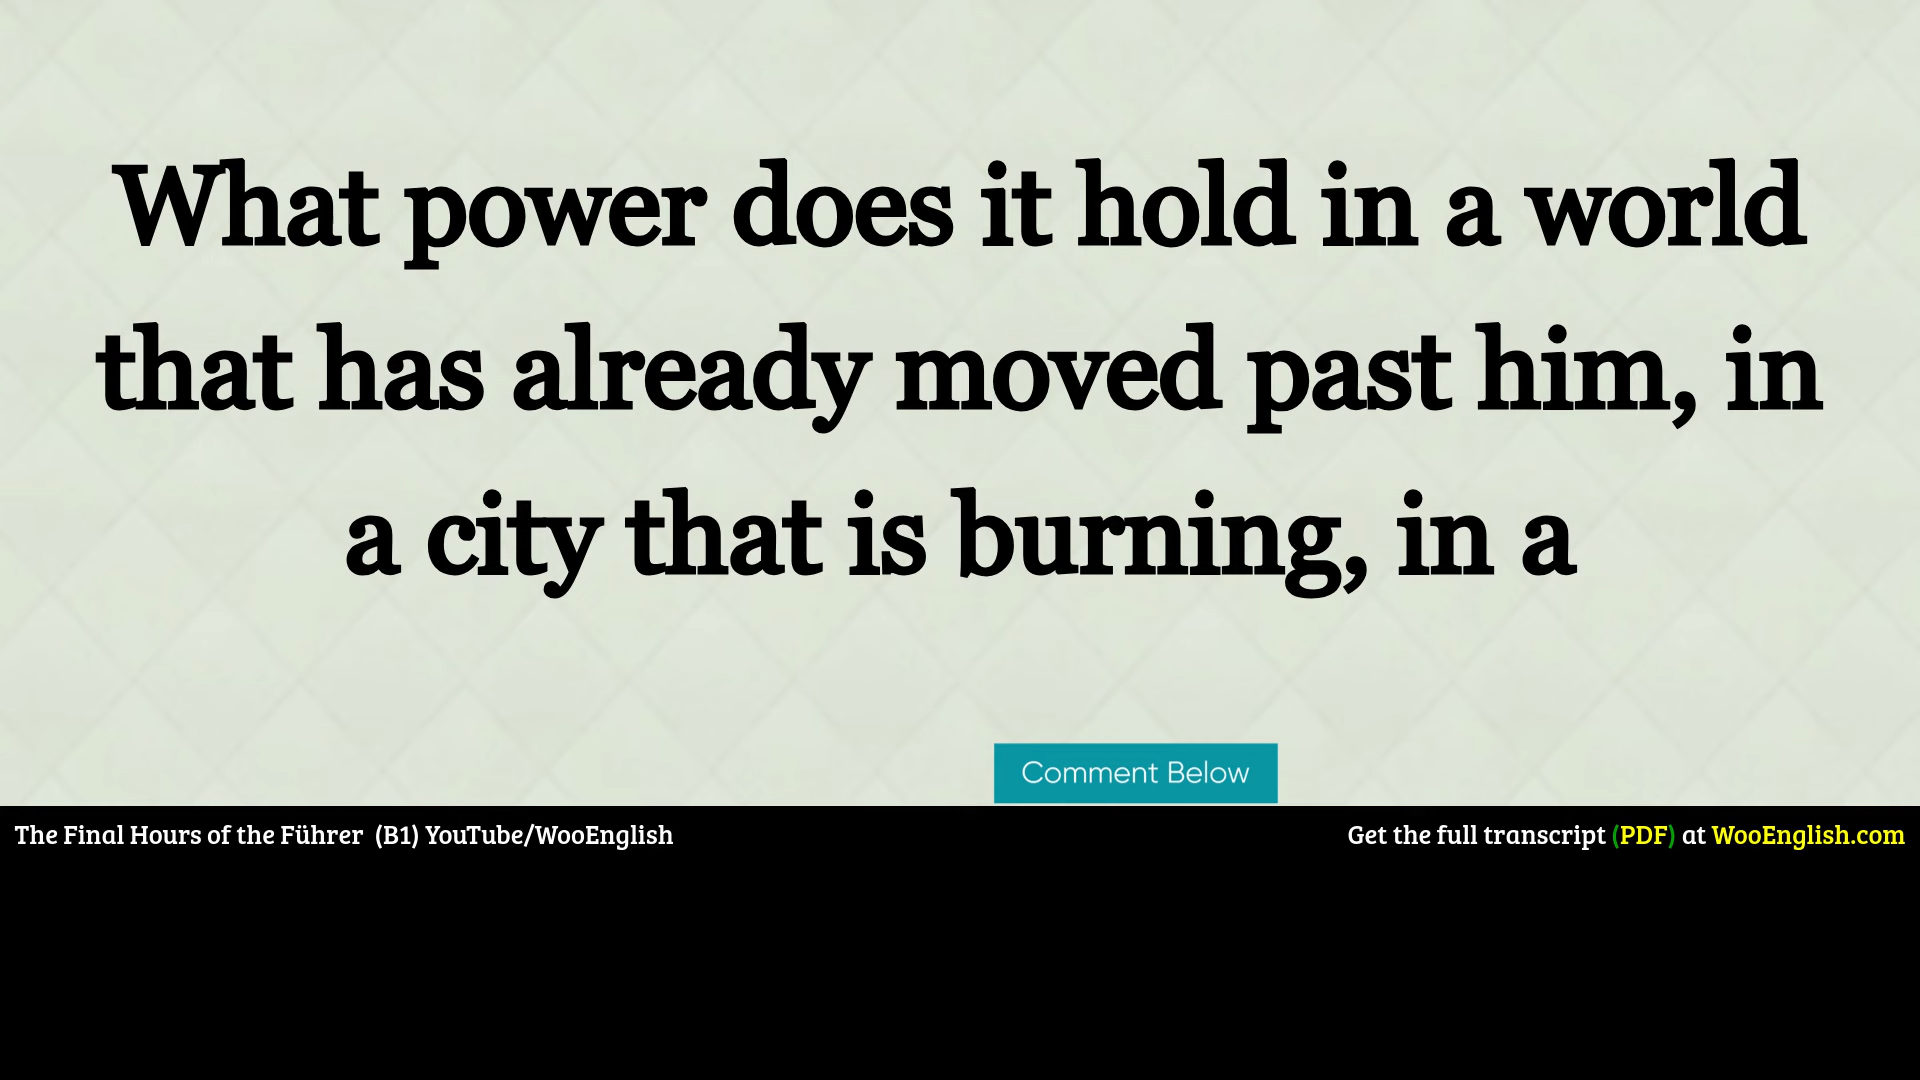 What power does it hold in a world
that has already moved past him, in
a city that is burning, in a
Comment Below
The Final Hours of the Führer (B1) YouTube/WooEnglish
Get the full transcript (PDF) at WooEnglish.com